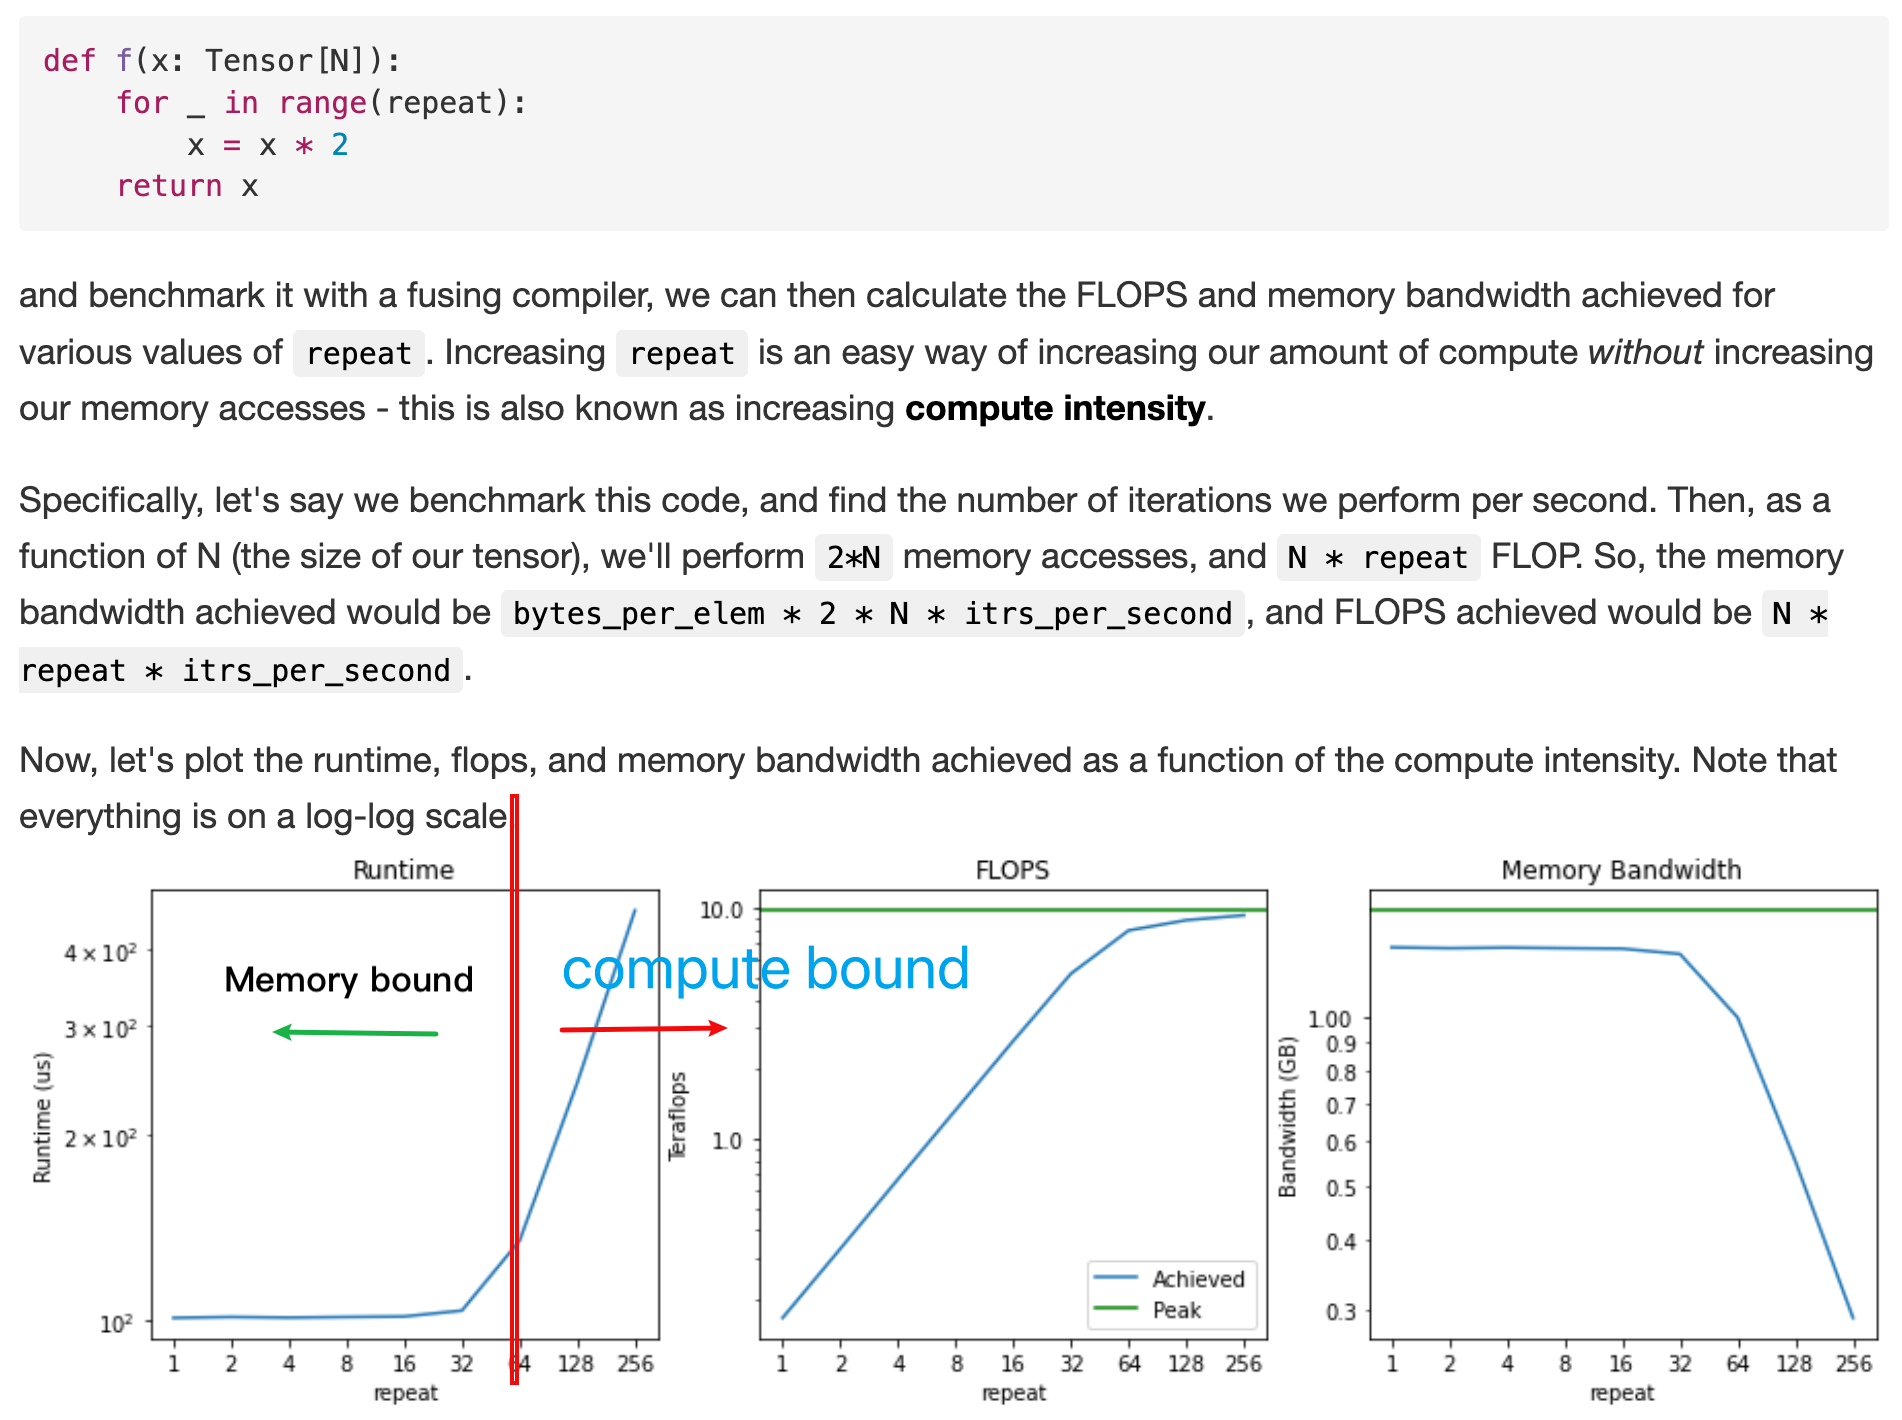 def f(x: Tensor[N]):
for _ in range(repeat):
x = x * 2
return x
and benchmark it with a fusing compiler, we can then calculate the FLOPS and memory bandwidth achieved for
various values of repeat. Increasing repeat is an easy way of increasing our amount of compute without increasing
our memory accesses - this is also known as increasing compute intensity.
Specifically, let's say we benchmark this code, and find the number of iterations we perform per second. Then, as a
function of N (the size of our tensor), we'll perform 2*N memory accesses, and N * repeat FLOP. So, the memory
bandwidth achieved would be bytes_per_elem * 2 * N * itrs_per_second, and FLOPS achieved would be N *
repeat * itrs_per_second.
Now, let's plot the runtime, flops, and memory bandwidth achieved as a function of the compute intensity. Note that
everything is on a log-log scale
Runtime
4 × 10²
3 × 10²
2 × 10²
10²
Runtime (us)
Memory bound
compute bound
1 2 4 8 16 32 64 128 256
repeat
FLOPS
10.0
1.0
Teraflops
Achieved
Peak
1 2 4 8 16 32 64 128 256
repeat
Memory Bandwidth
1.00
0.9
0.8
0.7
0.6
0.5
0.4
0.3
Bandwidth (GB)
1 2 4 8 16 32 64 128 256
repeat